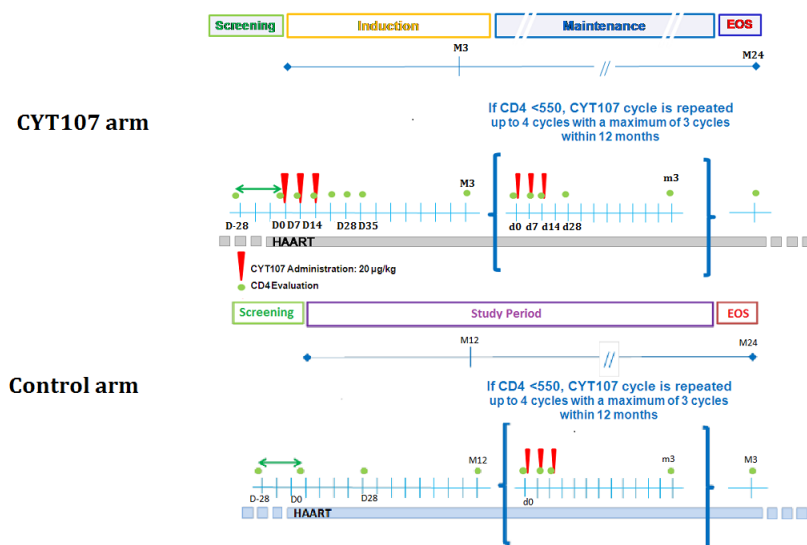 Screening Induction Maintenance EOS
M3 M24
CYT107 arm
If CD4 <550, CYT107 cycle is repeated
up to 4 cycles with a maximum of 3 cycles
within 12 months
M3 m3
D-28 D0 D7 D14 D28 D35 d0 d7 d14 d28
HAART
CYT107 Administration: 20 µg/kg
CD4 Evaluation
Screening Study Period EOS
M12 M24
Control arm
If CD4 <550, CYT107 cycle is repeated
up to 4 cycles with a maximum of 3 cycles
within 12 months
M12 m3 M3
D-28 D0 D28 d0
HAART